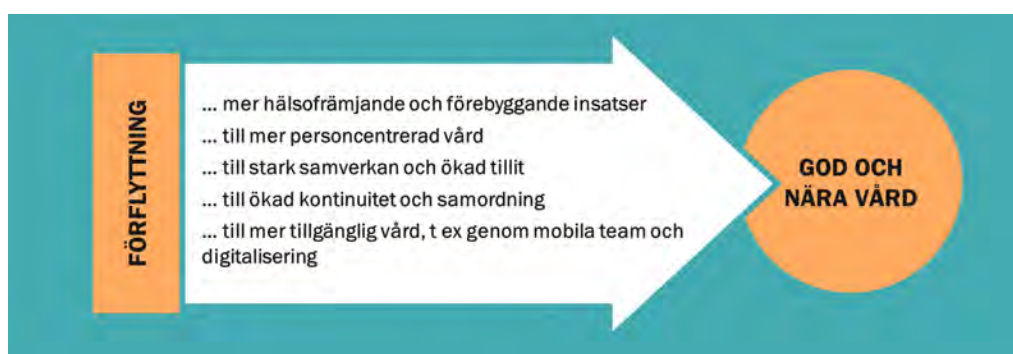 FÖRFLYTTNING
... mer hälsofrämjande och förebyggande insatser
... till mer personcentrerad vård
... till stark samverkan och ökad tillit
... till ökad kontinuitet och samordning
... till mer tillgänglig vård, t ex genom mobila team och
digitalisering
GOD OCH
NÄRA VÅRD